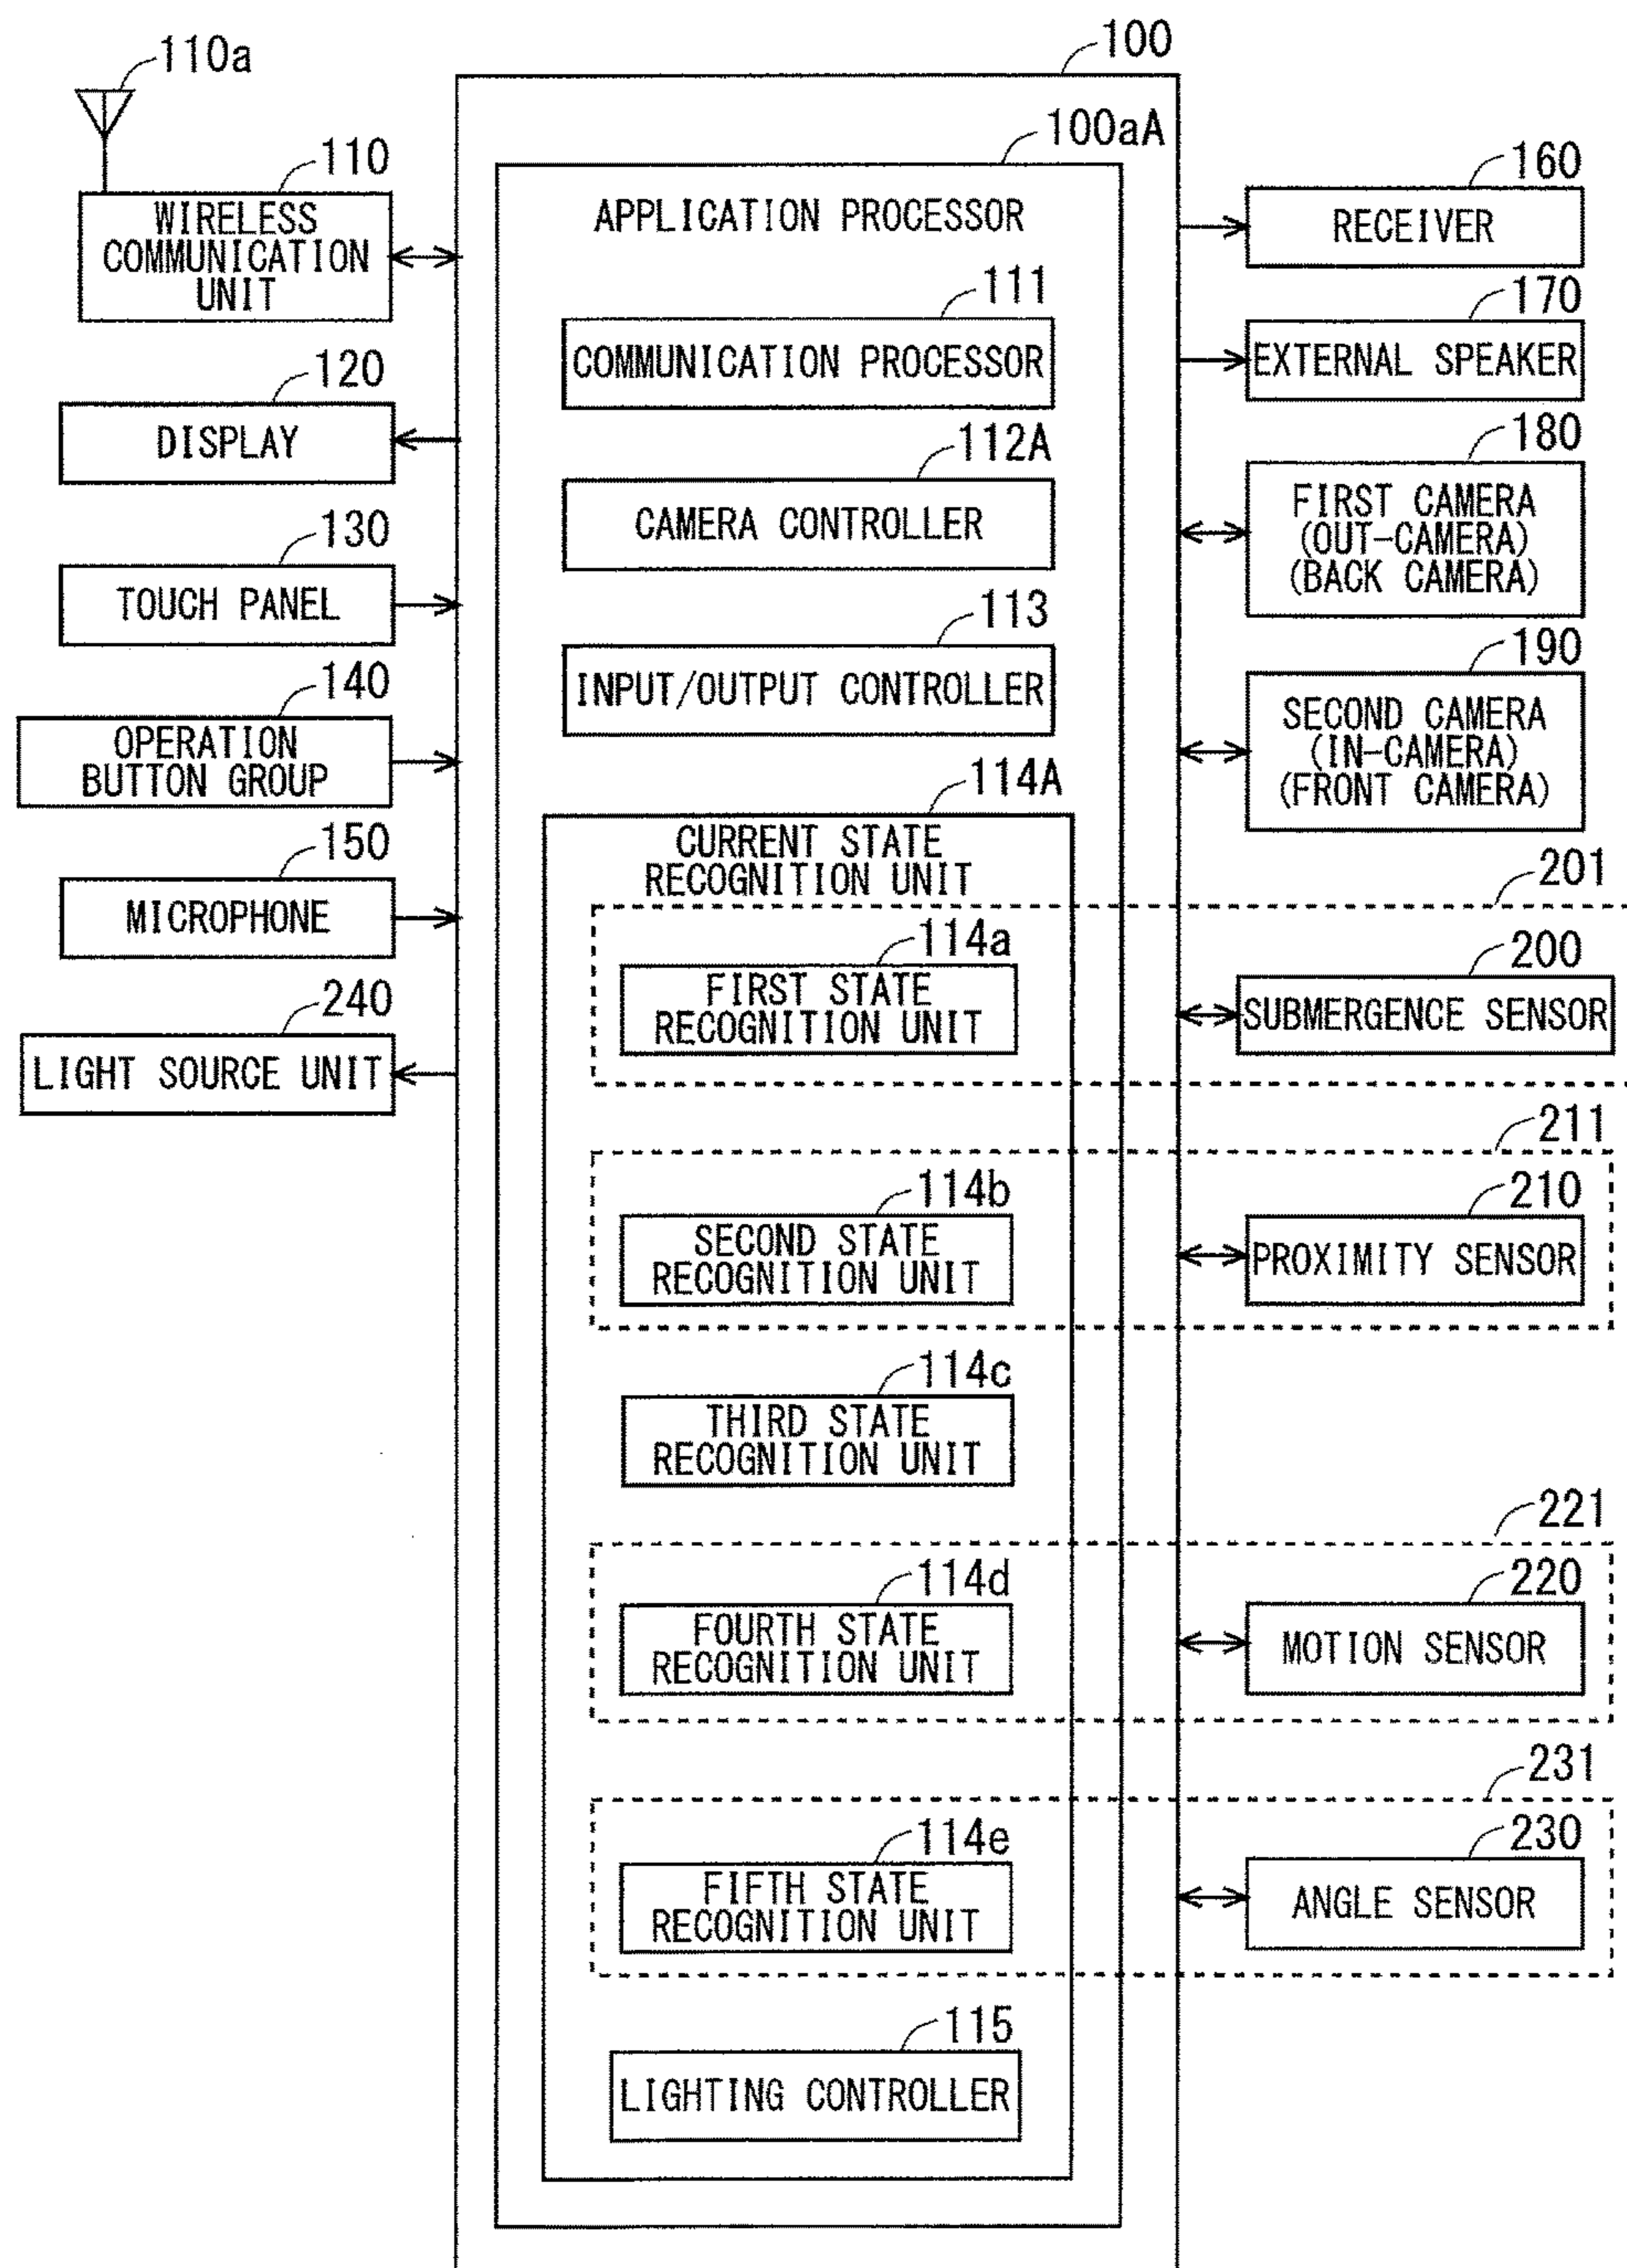 110a
110
WIRELESS
COMMUNICATION
UNIT
120
DISPLAY
130
TOUCH PANEL
140
OPERATION
BUTTON GROUP
150
MICROPHONE
240
LIGHT SOURCE UNIT
100
100aA
APPLICATION PROCESSOR
111
COMMUNICATION PROCESSOR
112A
CAMERA CONTROLLER
113
INPUT/OUTPUT CONTROLLER
114A
CURRENT STATE
RECOGNITION UNIT
114a
FIRST STATE
RECOGNITION UNIT
114b
SECOND STATE
RECOGNITION UNIT
114c
THIRD STATE
RECOGNITION UNIT
114d
FOURTH STATE
RECOGNITION UNIT
114e
FIFTH STATE
RECOGNITION UNIT
115
LIGHTING CONTROLLER
160
RECEIVER
170
EXTERNAL SPEAKER
180
FIRST CAMERA
(OUT-CAMERA)
(BACK CAMERA)
190
SECOND CAMERA
(IN-CAMERA)
(FRONT CAMERA)
201
200
SUBMERGENCE SENSOR
211
210
PROXIMITY SENSOR
221
220
MOTION SENSOR
231
230
ANGLE SENSOR